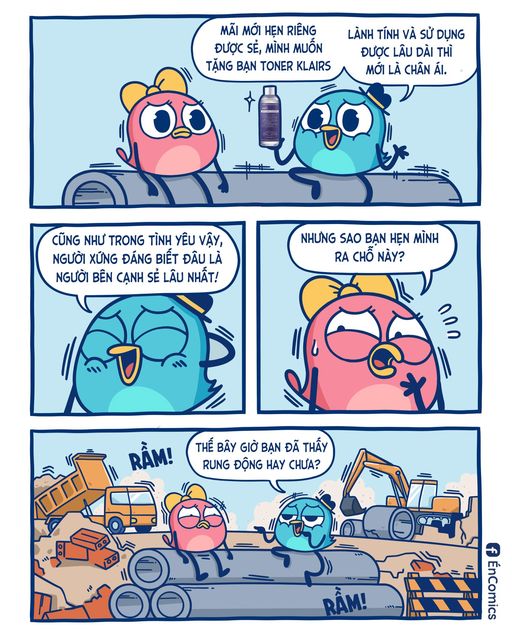 MÃI MỚI HẸN RIÊNG
ĐƯỢC SẺ, MÌNH MUỐN
TẶNG BẠN TONER KLAIRS
LÀNH TÍNH VÀ SỬ DỤNG
ĐƯỢC LÂU DÀI THÌ
MỚI LÀ CHÂN ÁI.
CŨNG NHƯ TRONG TÌNH YÊU VẬY,
NGƯỜI XỨNG ĐÁNG BIẾT ĐÂU LÀ
NGƯỜI BÊN CẠNH SẺ LÂU NHẤT!
NHƯNG SAO BẠN HẸN MÌNH
RA CHỖ NÀY?
RẦM!
THẾ BÂY GIỜ BẠN ĐÃ THẤY
RUNG ĐỘNG HAY CHƯA?
RẦM!
f ÉnComics